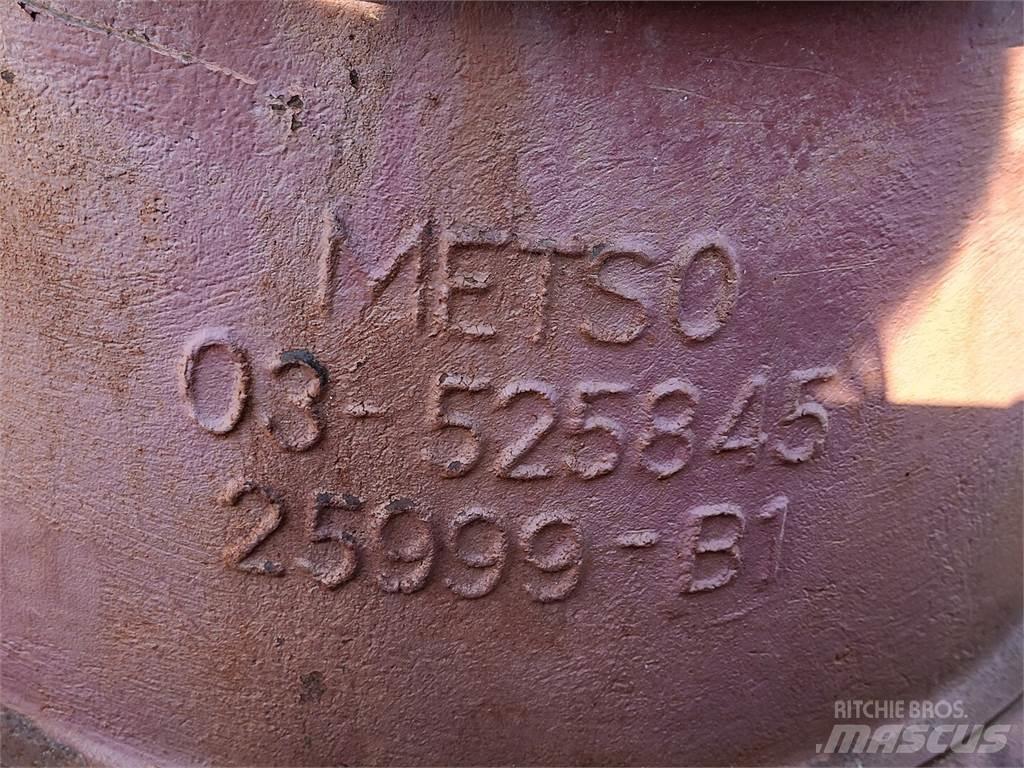 METSO
03-525845
25999-B1
RITCHIE BROS.
MASCUS